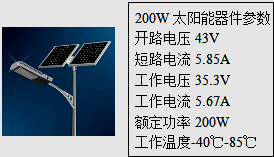 200W 太阳能器件参数
开路电压 43V
短路电流 5.85A
工作电压 35.3V
工作电流 5.67A
额定功率 200W
工作温度-40℃-85℃